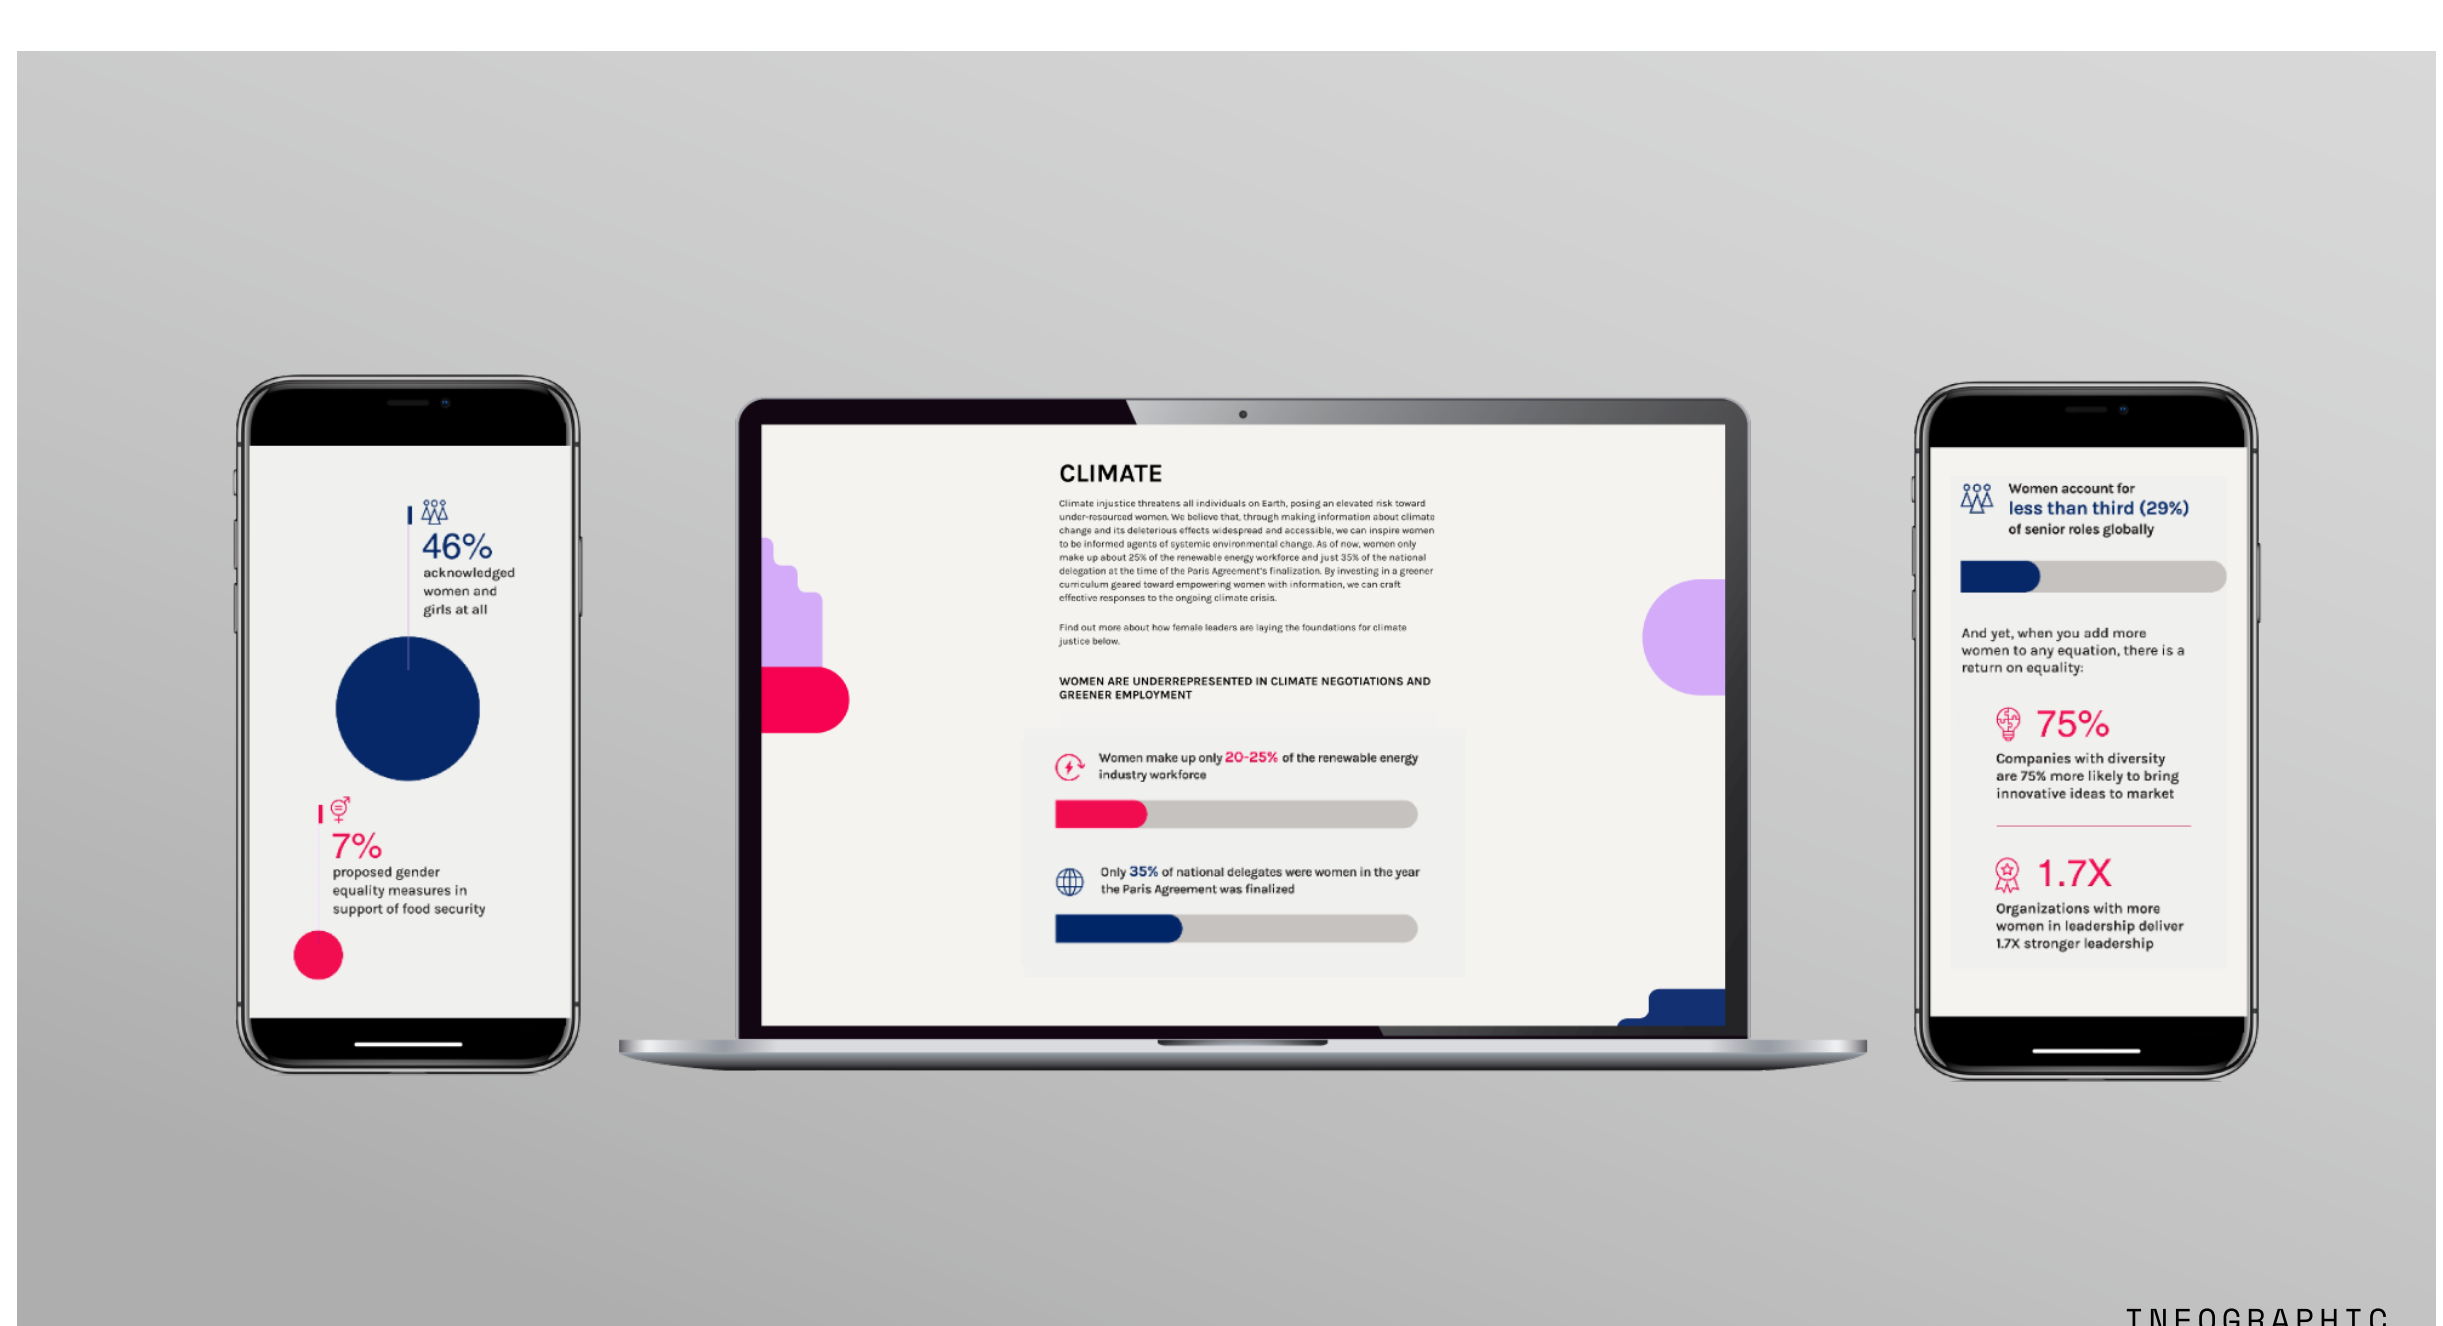 46%
acknowledged
women and
girls at all
7%
proposed gender
equality measures in
support of food security
CLIMATE
Climate injustice threatens all individuals on Earth, posing an elevated risk toward
under-resourced women. We believe that, through making information about climate
change and its deleterious effects widespread and accessible, we can inspire women
to be informed agents of systemic environmental change. As of now, women only
make up about 25% of the renewable energy workforce and just 35% of the national
delegation at the time of the Paris Agreement's finalization. By investing in a greener
curriculum geared toward empowering women with information, we can craft
effective responses to the ongoing climate crisis.
Find out more about how female leaders are laying the foundations for climate
justice below.
WOMEN ARE UNDERREPRESENTED IN CLIMATE NEGOTIATIONS AND
GREENER EMPLOYMENT
Women make up only 20-25% of the renewable energy
industry workforce
Only 35% of national delegates were women in the year
the Paris Agreement was finalized
Women account for
less than third (29%)
of senior roles globally
And yet, when you add more
women to any equation, there is a
return on equality:
75%
Companies with diversity
are 75% more likely to bring
innovative ideas to market
1.7X
Organizations with more
women in leadership deliver
1.7X stronger leadership
INFOGRAPHIC